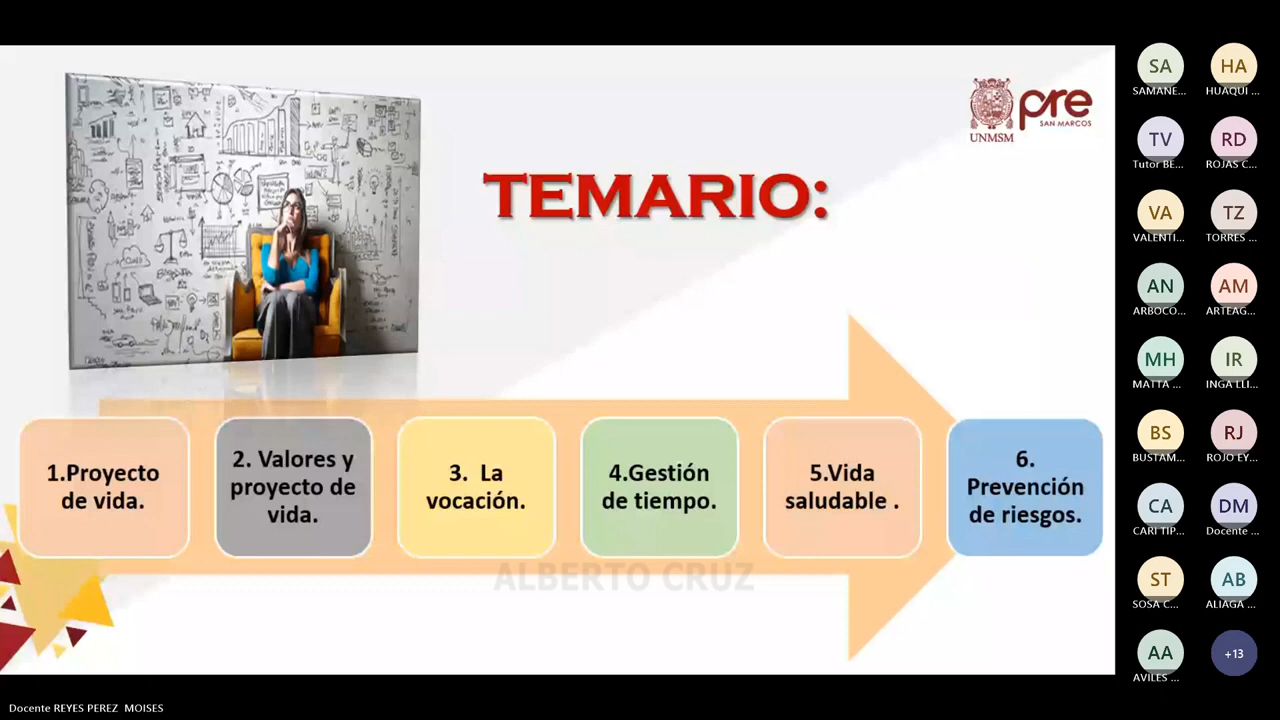 UNMSM
pre
SAN MARCOS
TEMARIO:
1.Proyecto
de vida.
2. Valores y
proyecto de
vida.
3. La
vocación.
4.Gestión
de tiempo.
5.Vida
saludable .
6.
Prevención
de riesgos.
ALBERTO CRUZ
SA
SAMANE...
HA
HUAQUI ...
TV
Tutor BE...
RD
ROJAS C...
VA
VALENTI...
TZ
TORRES ...
AN
ARBOCO...
AM
ARTEAG...
MH
MATTA ...
IR
INGA LLI...
BS
BUSTAM...
RJ
ROJO EY...
CA
CARI TIP...
DM
Docente ...
ST
SOSA C...
AB
ALIAGA ...
AA
AVILES ...
+13
Docente REYES PEREZ MOISES